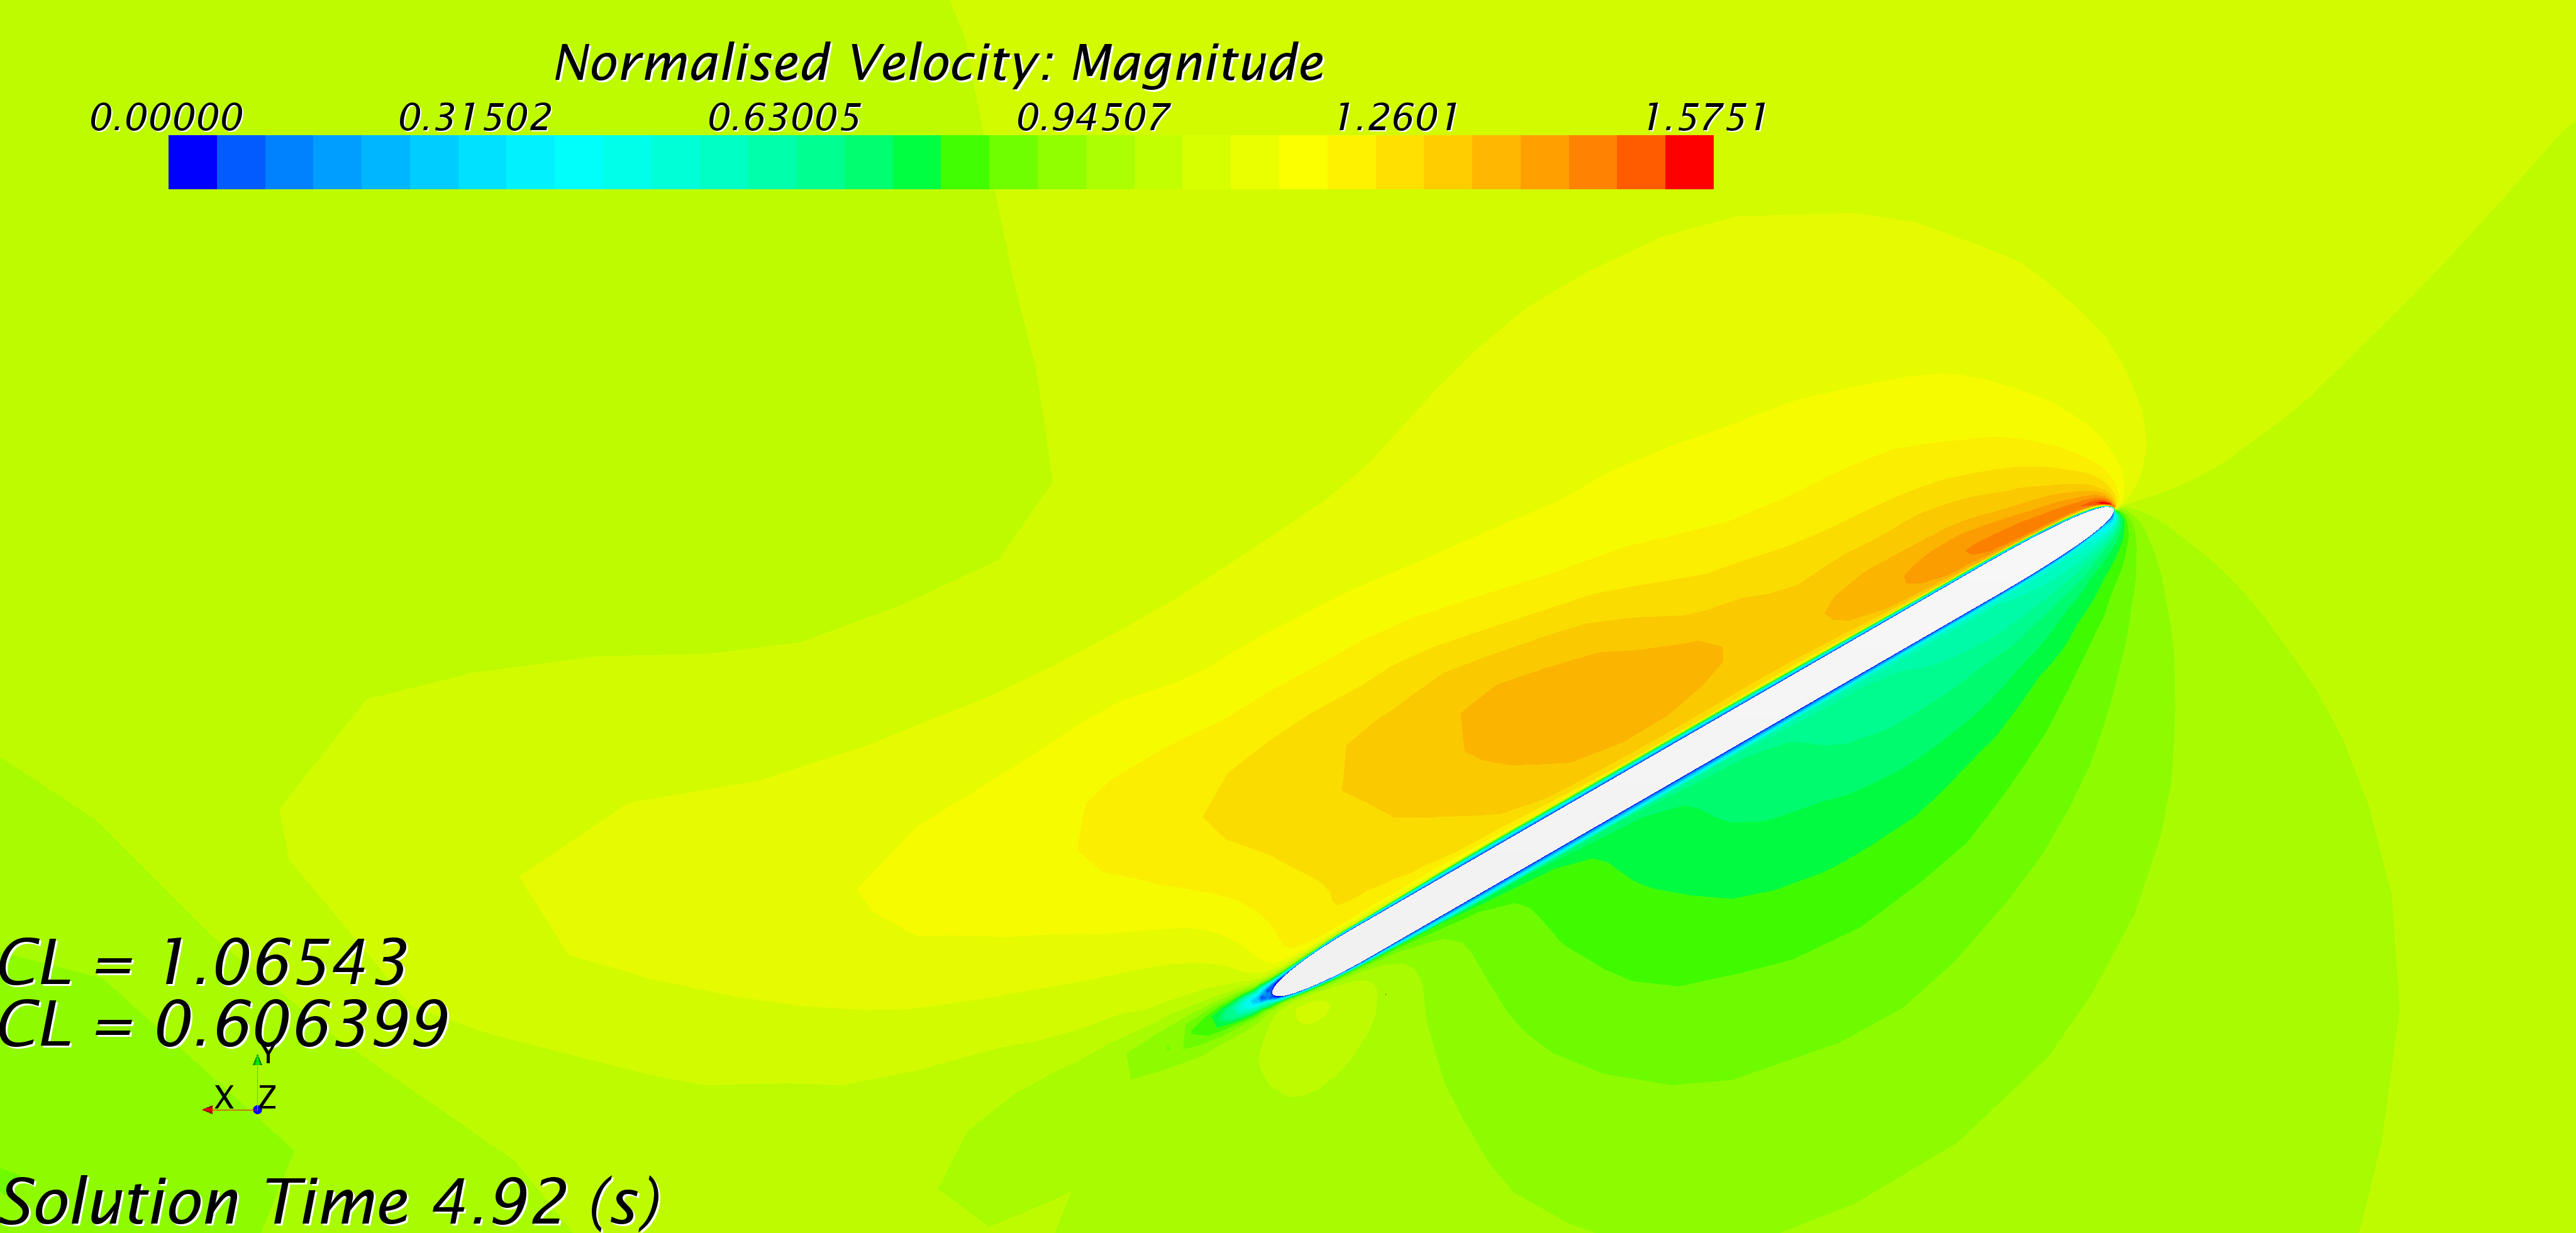 Normalised Velocity: Magnitude
0.00000 0.31502 0.63005 0.94507 1.2601 1.5751
CL = 1.06543
CL = 0.606399
Y
X Z
Solution Time 4.92 (s)